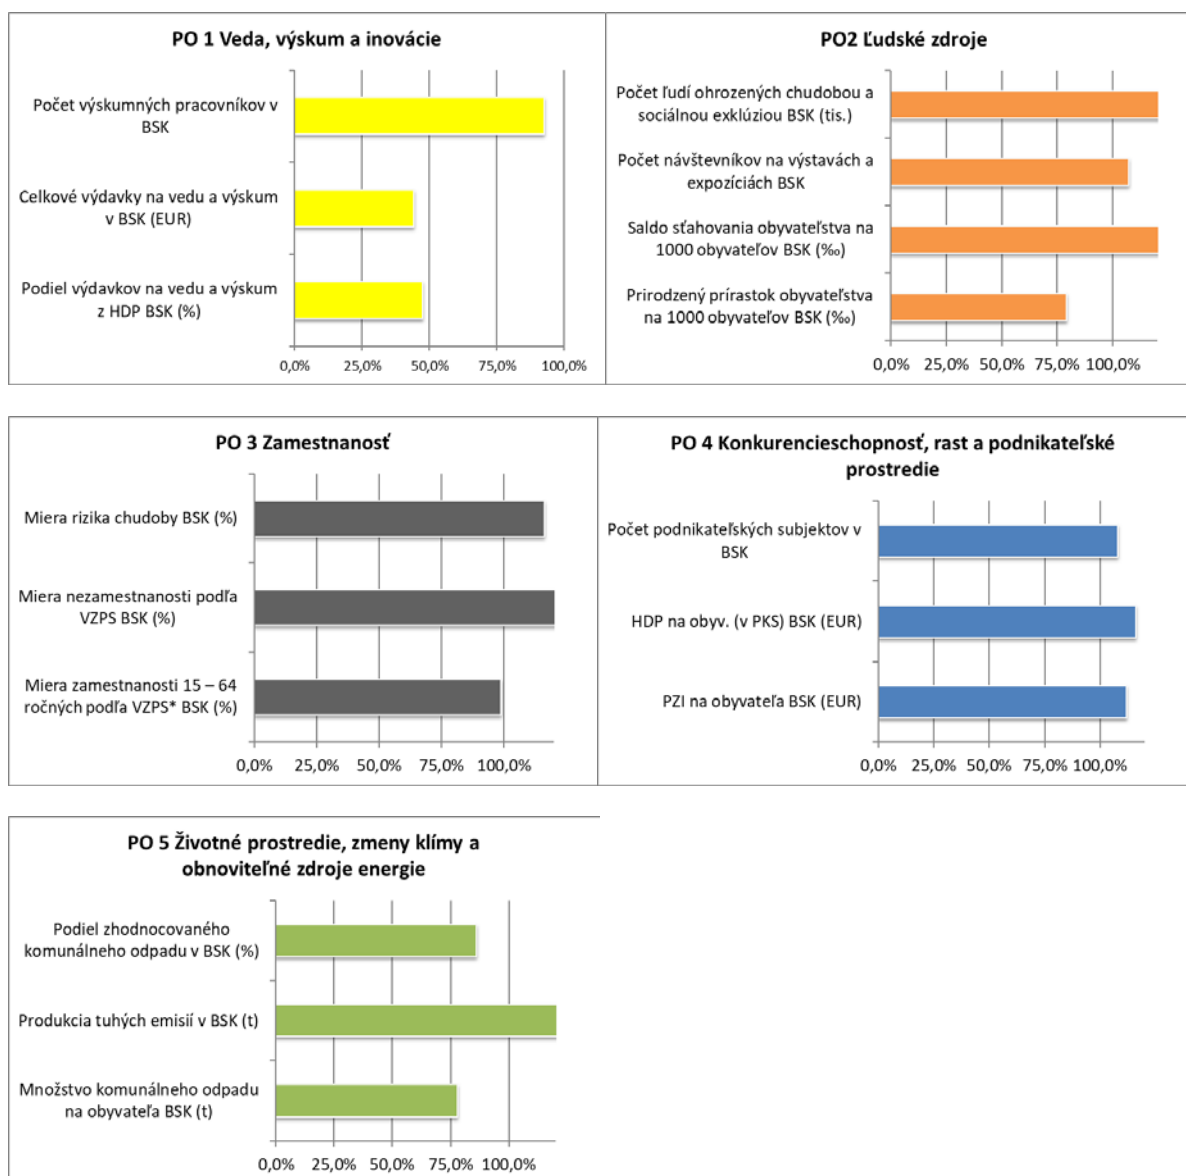 PO 1 Veda, výskum a inovácie
Počet výskumných pracovníkov v
BSK
Celkové výdavky na vedu a výskum
v BSK (EUR)
Podiel výdavkov na vedu a výskum
z HDP BSK (%)
0,0% 25,0% 50,0% 75,0% 100,0%
PO2 Ľudské zdroje
Počet ľudí ohrozených chudobou a
sociálnou exklúziou BSK (tis.)
Počet návštevníkov na výstavách a
expozíciách BSK
Saldo sťahovania obyvateľstva na
1000 obyvateľov BSK (‰)
Prirodzený prírastok obyvateľstva
na 1000 obyvateľov BSK (‰)
0,0% 25,0% 50,0% 75,0% 100,0%
PO 3 Zamestnanosť
Miera rizika chudoby BSK (%)
Miera nezamestnanosti podľa
VZPS BSK (%)
Miera zamestnanosti 15 – 64
ročných podľa VZPS* BSK (%)
0,0% 25,0% 50,0% 75,0% 100,0%
PO 4 Konkurencieschopnosť, rast a podnikateľské
prostredie
Počet podnikateľských subjektov v
BSK
HDP na obyv. (v PKS) BSK (EUR)
PZI na obyvateľa BSK (EUR)
0,0% 25,0% 50,0% 75,0% 100,0%
PO 5 Životné prostredie, zmeny klímy a
obnoviteľné zdroje energie
Podiel zhodnocovaného
komunálneho odpadu v BSK (%)
Produkcia tuhých emisií v BSK (t)
Množstvo komunálneho odpadu
na obyvateľa BSK (t)
0,0% 25,0% 50,0% 75,0% 100,0%